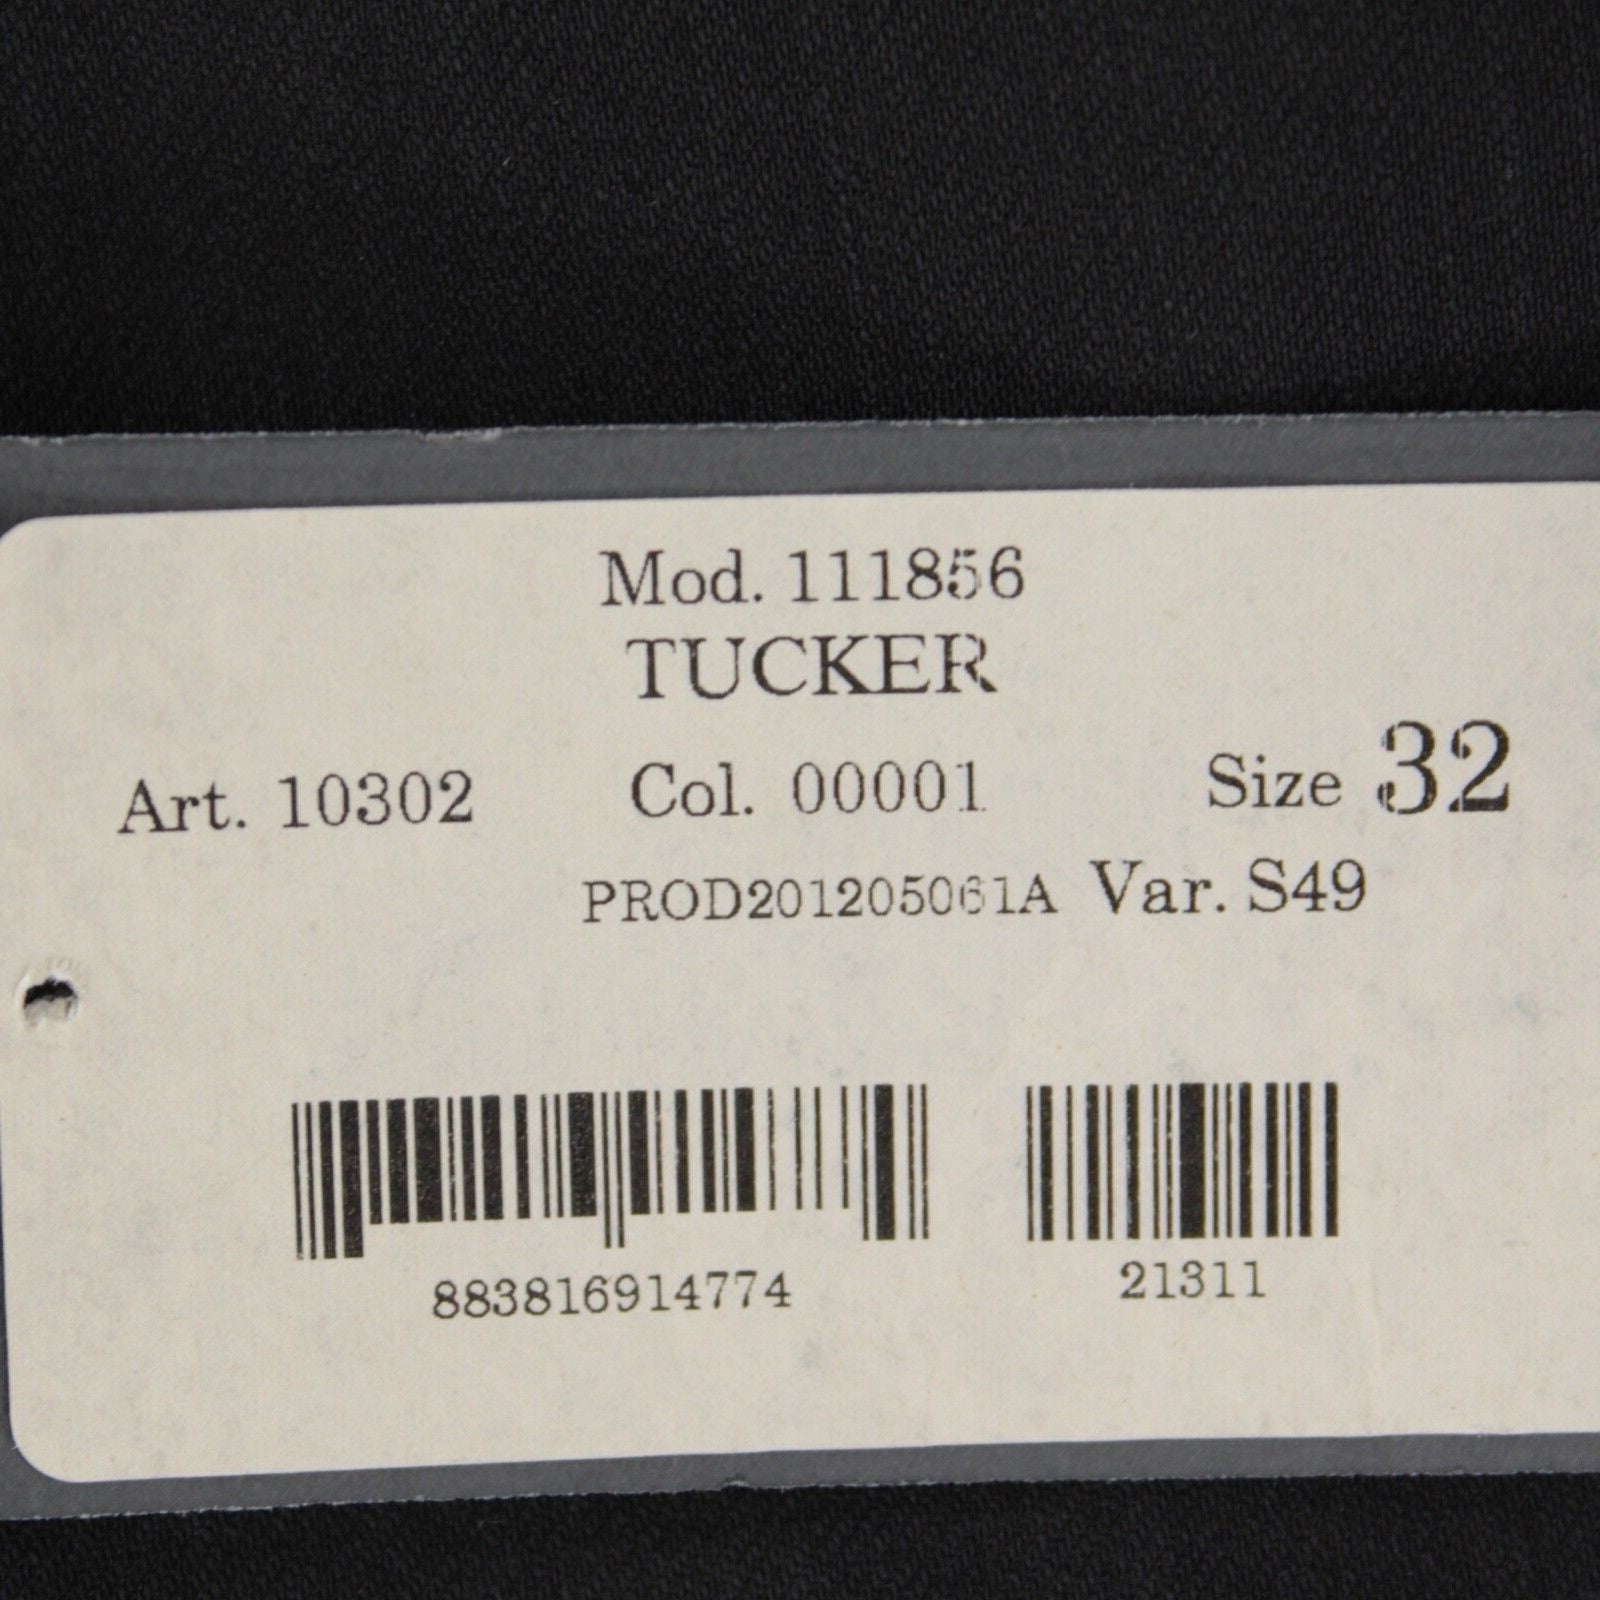 Mod. 111856
TUCKER
Art. 10302 Col. 00001 Size 32
PROD201205061A Var. S49
883816914774 21311